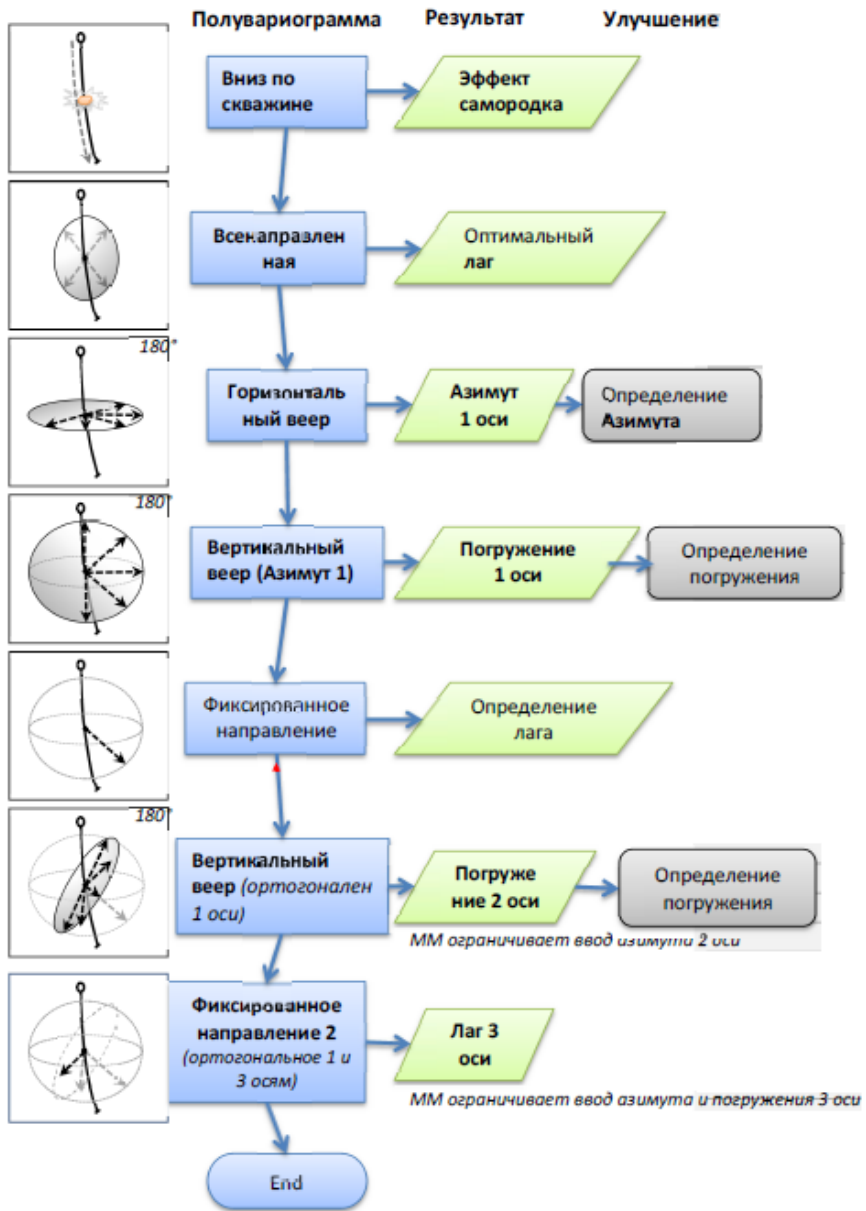 Полувариограмма Результат Улучшение
Вниз по
скважине
Эффект
самородка
Всенаправлен
ная
Оптимальный
лаг
180°
Горизонталь
ный веер
Азимут
1 оси
Определение
Азимута
180°
Вертикальный
веер (Азимут 1)
Погружение
1 оси
Определение
погружения
Фиксированное
направление
Определение
лага
180°
Вертикальный
веер (ортогонален
1 оси)
Погруже
ние 2 оси
Определение
погружения
ММ ограничивает ввод азимута 2 оси
Фиксированное
направление 2
(ортогональное 1 и
3 осям)
Лаг 3
оси
ММ ограничивает ввод азимута и погружения 3 оси
End